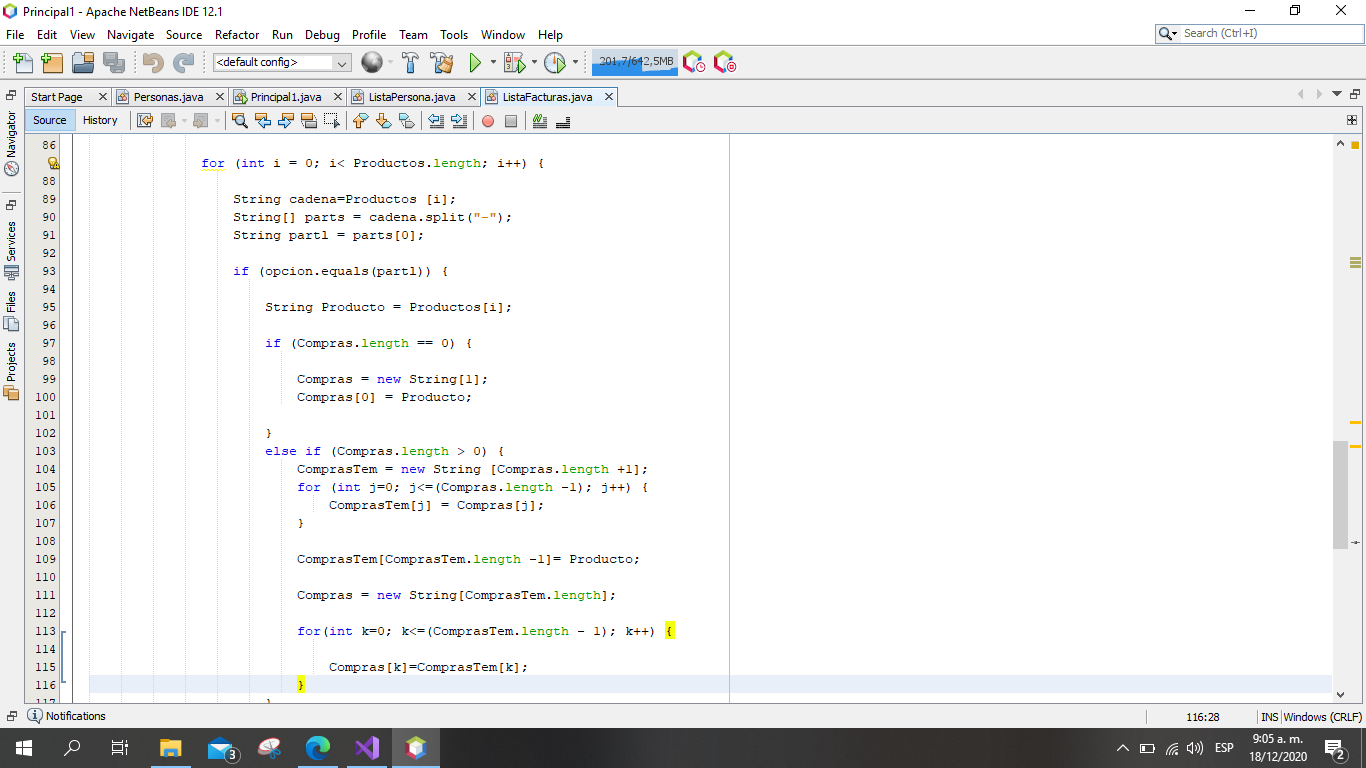 Principal1 - Apache NetBeans IDE 12.1
File Edit View Navigate Source Refactor Run Debug Profile Team Tools Window Help
Search (Ctrl+I)
<default config>
201,7/642,5MB
Start Page
Personas.java
Principal1.java
ListaPersona.java
ListaFacturas.java
Source History
Navigator
Services
Files
Projects
86
for (int i = 0; i< Productos.length; i++) {
88
89 String cadena=Productos [i];
90 String[] parts = cadena.split("-");
91 String part1 = parts[0];
92
93 if (opcion.equals(part1)) {
94
95 String Producto = Productos[i];
96
97 if (Compras.length == 0) {
98
99 Compras = new String[1];
100 Compras[0] = Producto;
101
102 }
103 else if (Compras.length > 0) {
104 ComprasTem = new String [Compras.length +1];
105 for (int j=0; j<=(Compras.length -1); j++) {
106 ComprasTem[j] = Compras[j];
107 }
108
109 ComprasTem[ComprasTem.length -1]= Producto;
110
111 Compras = new String[ComprasTem.length];
112
113 for(int k=0; k<=(ComprasTem.length - 1); k++) {
114
115 Compras[k]=ComprasTem[k];
116 }
117 }
Notifications
116:28 INS Windows (CRLF)
3
ESP
9:05 a. m.
18/12/2020
2